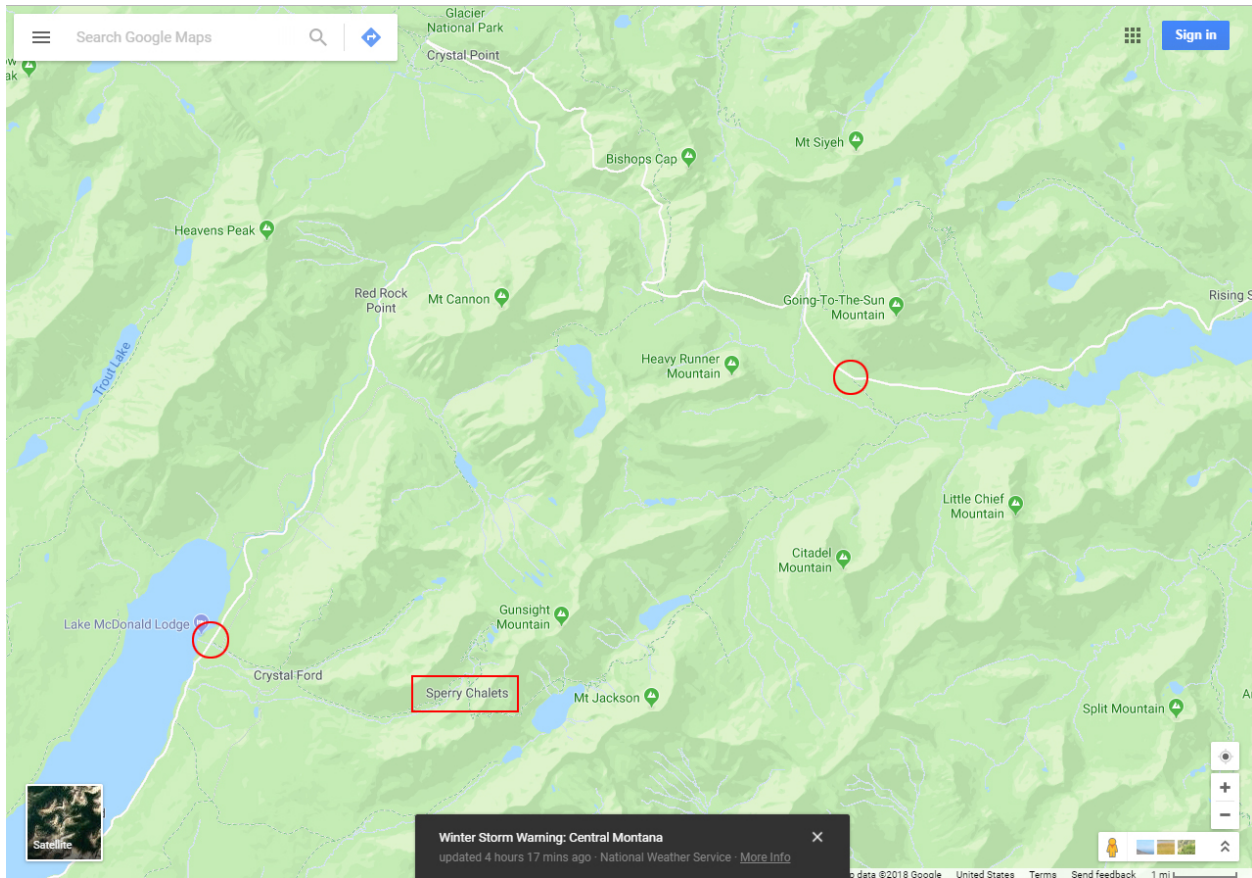 Search Google Maps
Sign in
Glacier
National Park
Crystal Point
Mt Siyeh
Bishops Cap
Heavens Peak
Red Rock
Point
Mt Cannon
Going-To-The-Sun
Mountain
Rising S
Trout Lake
Heavy Runner
Mountain
Little Chief
Mountain
Citadel
Mountain
Gunsight
Mountain
Lake McDonald Lodge
Crystal Ford
Sperry Chalets
Mt Jackson
Split Mountain
Satellite
Winter Storm Warning: Central Montana
updated 4 hours 17 mins ago · National Weather Service · More Info
data ©2018 Google United States Terms Send feedback 1 mi